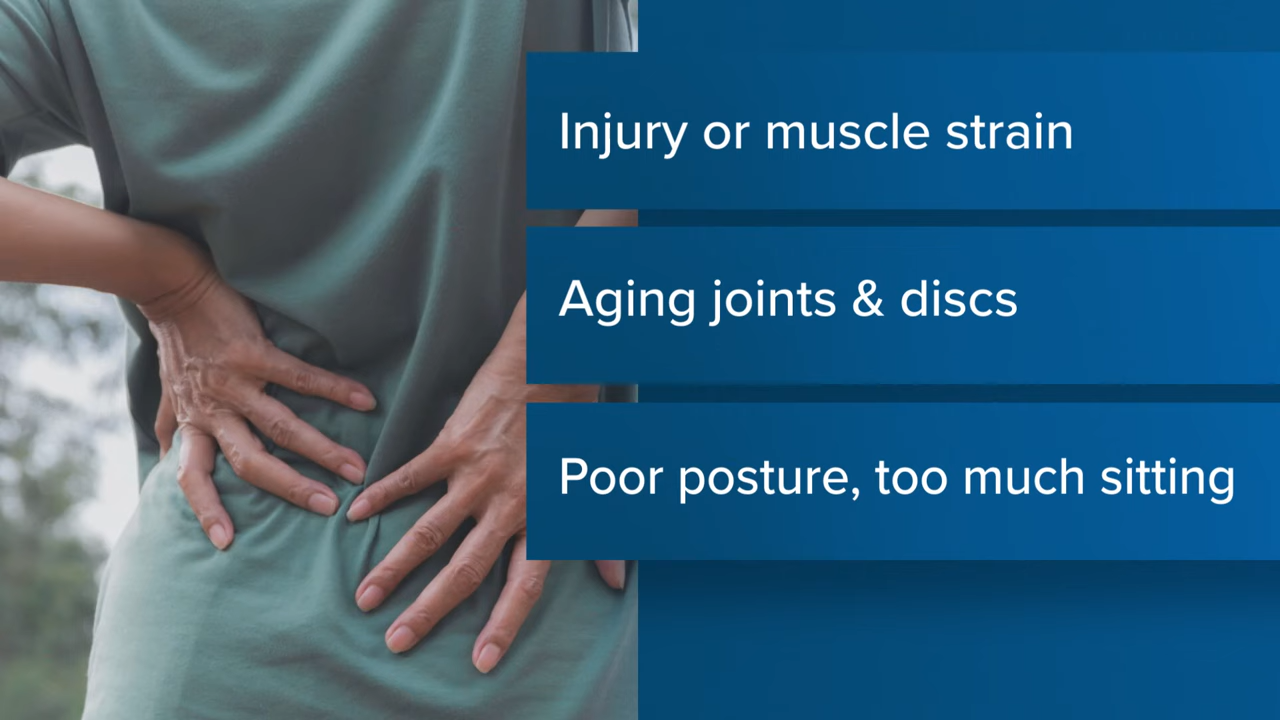 Injury or muscle strain
Aging joints & discs
Poor posture, too much sitting